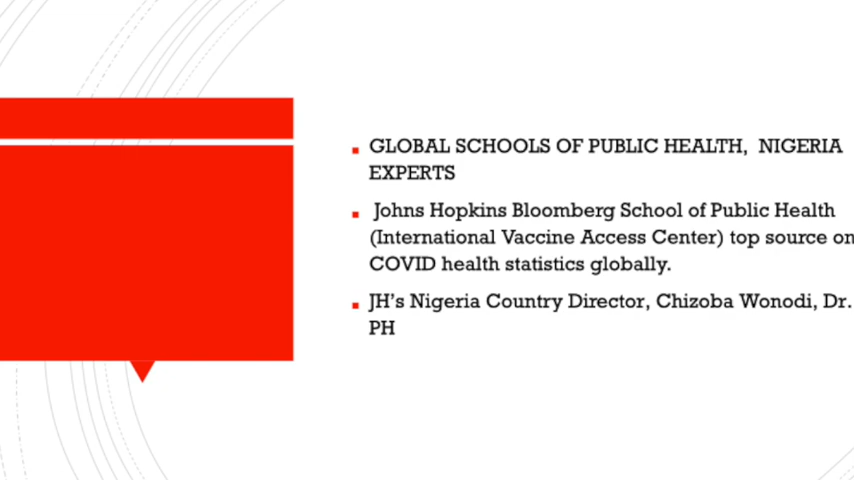 GLOBAL SCHOOLS OF PUBLIC HEALTH, NIGERIA
EXPERTS
Johns Hopkins Bloomberg School of Public Health
(International Vaccine Access Center) top source on
COVID health statistics globally.
JH’s Nigeria Country Director, Chizoba Wonodi, Dr.
PH